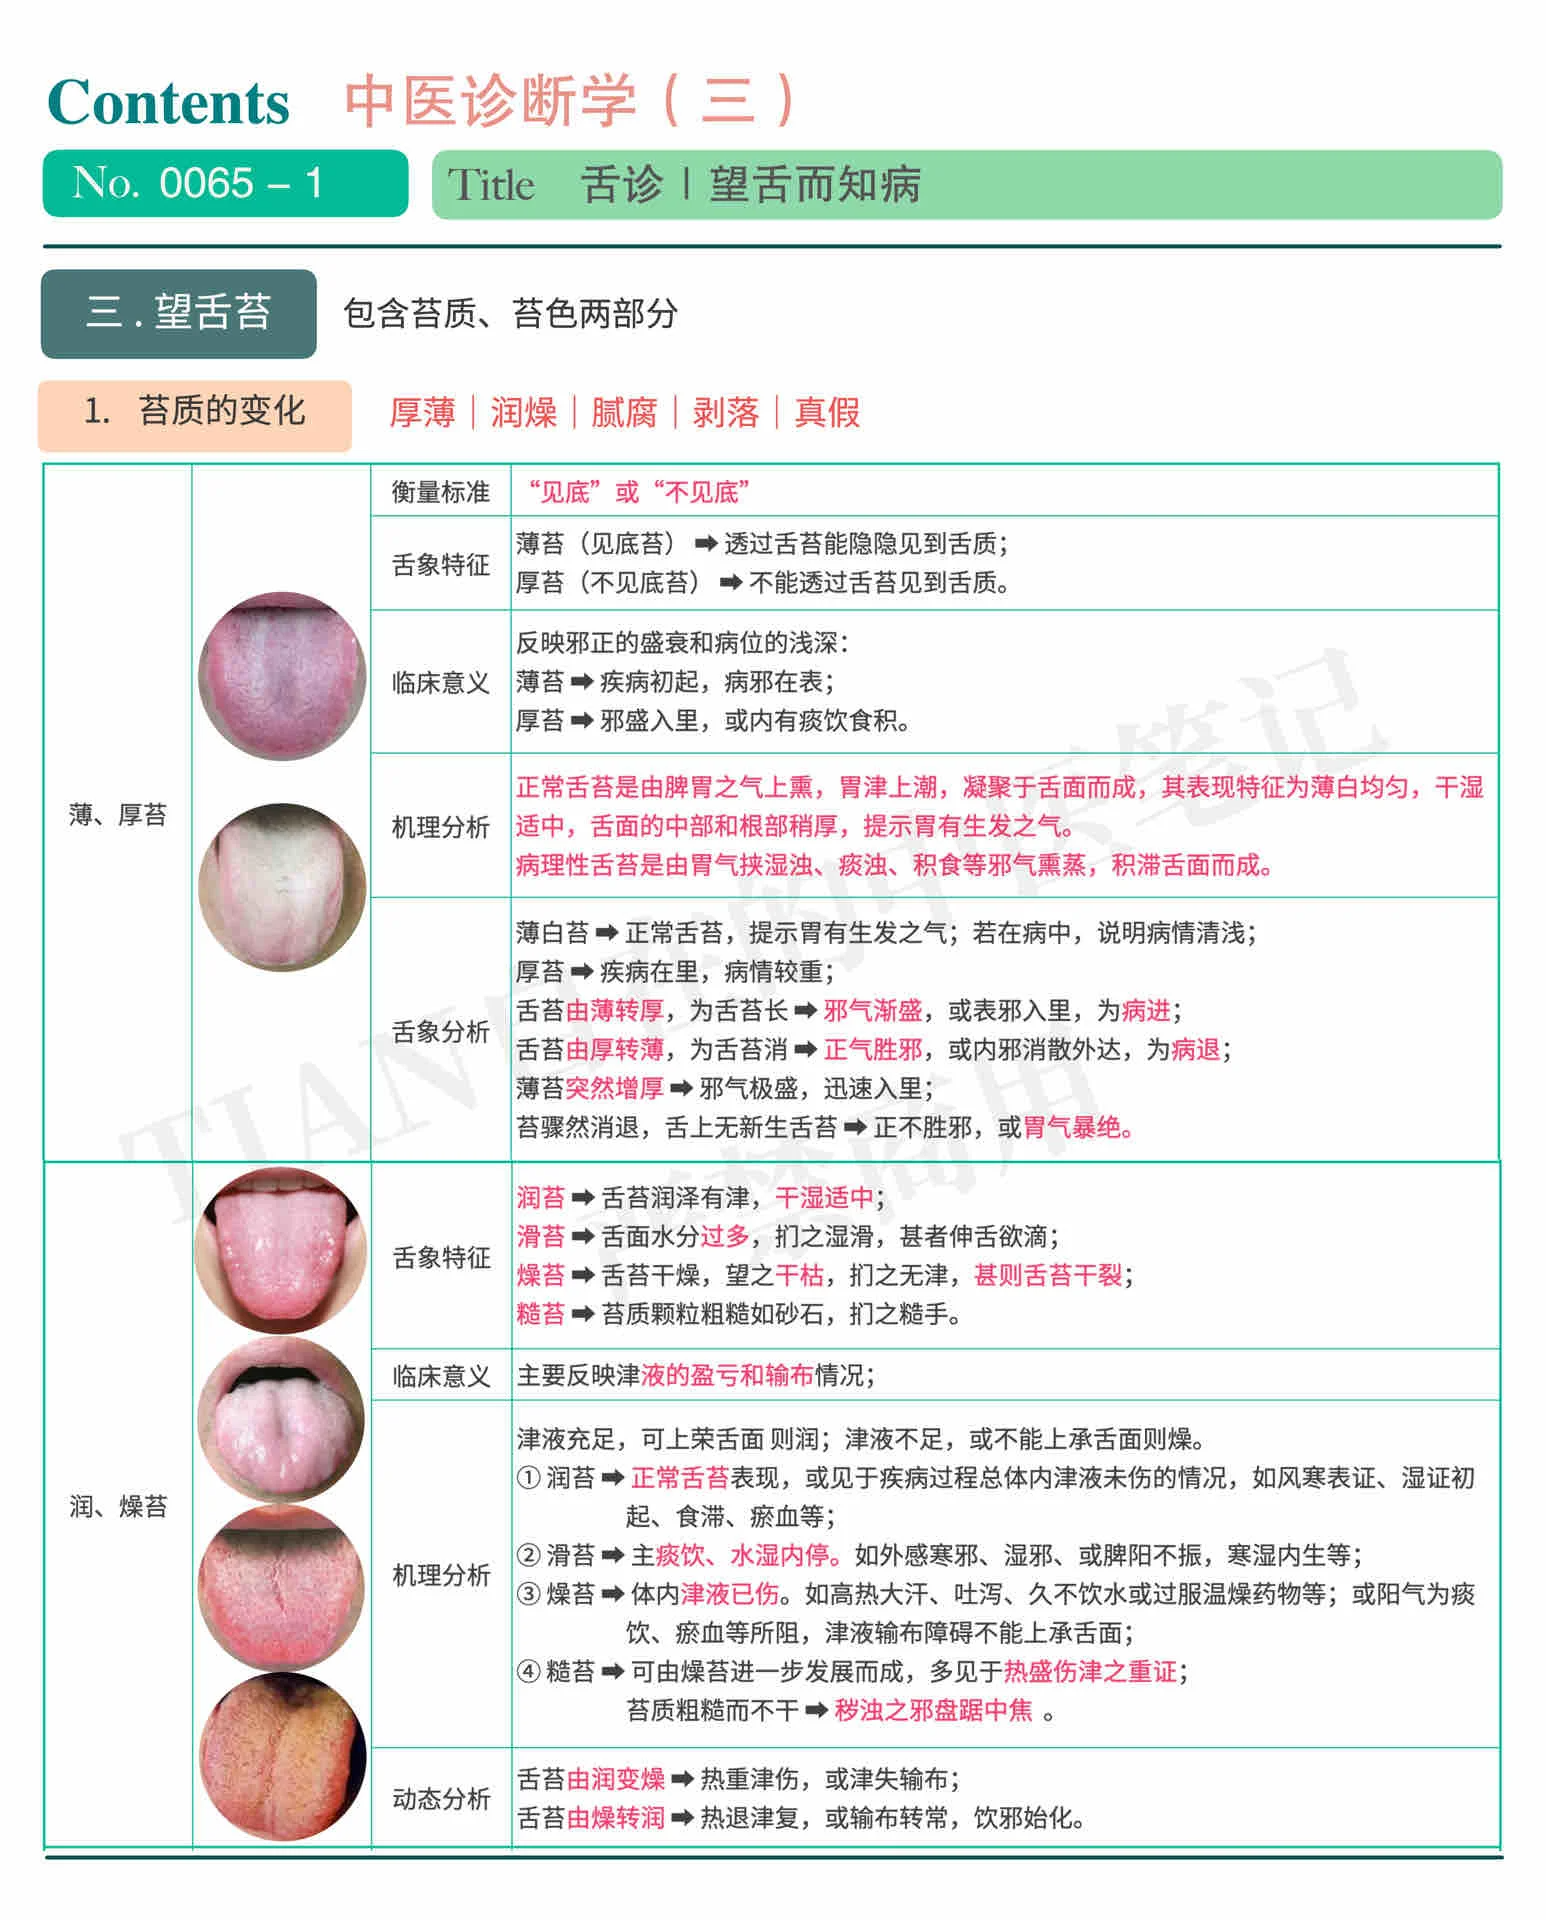 Contents 中医诊断学（三）
No. 0065 – 1
Title 舌诊 | 望舌而知病
三 . 望舌苔
包含苔质、苔色两部分
1. 苔质的变化
厚薄｜润燥｜腻腐｜剥落｜真假
薄、厚苔
衡量标准
“见底”或“不见底”
舌象特征
薄苔（见底苔）➡透过舌苔能隐隐见到舌质；
厚苔（不见底苔）➡不能透过舌苔见到舌质。
临床意义
反映邪正的盛衰和病位的浅深：
薄苔➡疾病初起，病邪在表；
厚苔➡邪盛入里，或内有痰饮食积。
机理分析
正常舌苔是由脾胃之气上熏，胃津上潮，凝聚于舌面而成，其表现特征为薄白均匀，干湿
适中，舌面的中部和根部稍厚，提示胃有生发之气。
病理性舌苔是由胃气挟湿浊、痰浊、积食等邪气熏蒸，积滞舌面而成。
舌象分析
薄白苔➡正常舌苔，提示胃有生发之气；若在病中，说明病情清浅；
厚苔➡疾病在里，病情较重；
舌苔由薄转厚，为舌苔长➡邪气渐盛，或表邪入里，为病进；
舌苔由厚转薄，为舌苔消➡正气胜邪，或内邪消散外达，为病退；
薄苔突然增厚➡邪气极盛，迅速入里；
苔骤然消退，舌上无新生舌苔➡正不胜邪，或胃气暴绝。
润、燥苔
舌象特征
润苔➡舌苔润泽有津，干湿适中；
滑苔➡舌面水分过多，扪之湿滑，甚者伸舌欲滴；
燥苔➡舌苔干燥，望之干枯，扪之无津，甚则舌苔干裂；
糙苔➡苔质颗粒粗糙如砂石，扪之糙手。
临床意义
主要反映津液的盈亏和输布情况；
机理分析
津液充足，可上荣舌面 则润；津液不足，或不能上承舌面则燥。
① 润苔➡正常舌苔表现，或见于疾病过程总体内津液未伤的情况，如风寒表证、湿证初
起、食滞、瘀血等；
② 滑苔➡主痰饮、水湿内停。如外感寒邪、湿邪、或脾阳不振，寒湿内生等；
③ 燥苔➡体内津液已伤。如高热大汗、吐泻、久不饮水或过服温燥药物等；或阳气为痰
饮、瘀血等所阻，津液输布障碍不能上承舌面；
④ 糙苔➡可由燥苔进一步发展而成，多见于热盛伤津之重证；
苔质粗糙而不干➡秽浊之邪盘踞中焦 。
动态分析
舌苔由润变燥➡热重津伤，或津失输布；
舌苔由燥转润➡热退津复，或输布转常，饮邪始化。
严禁商用